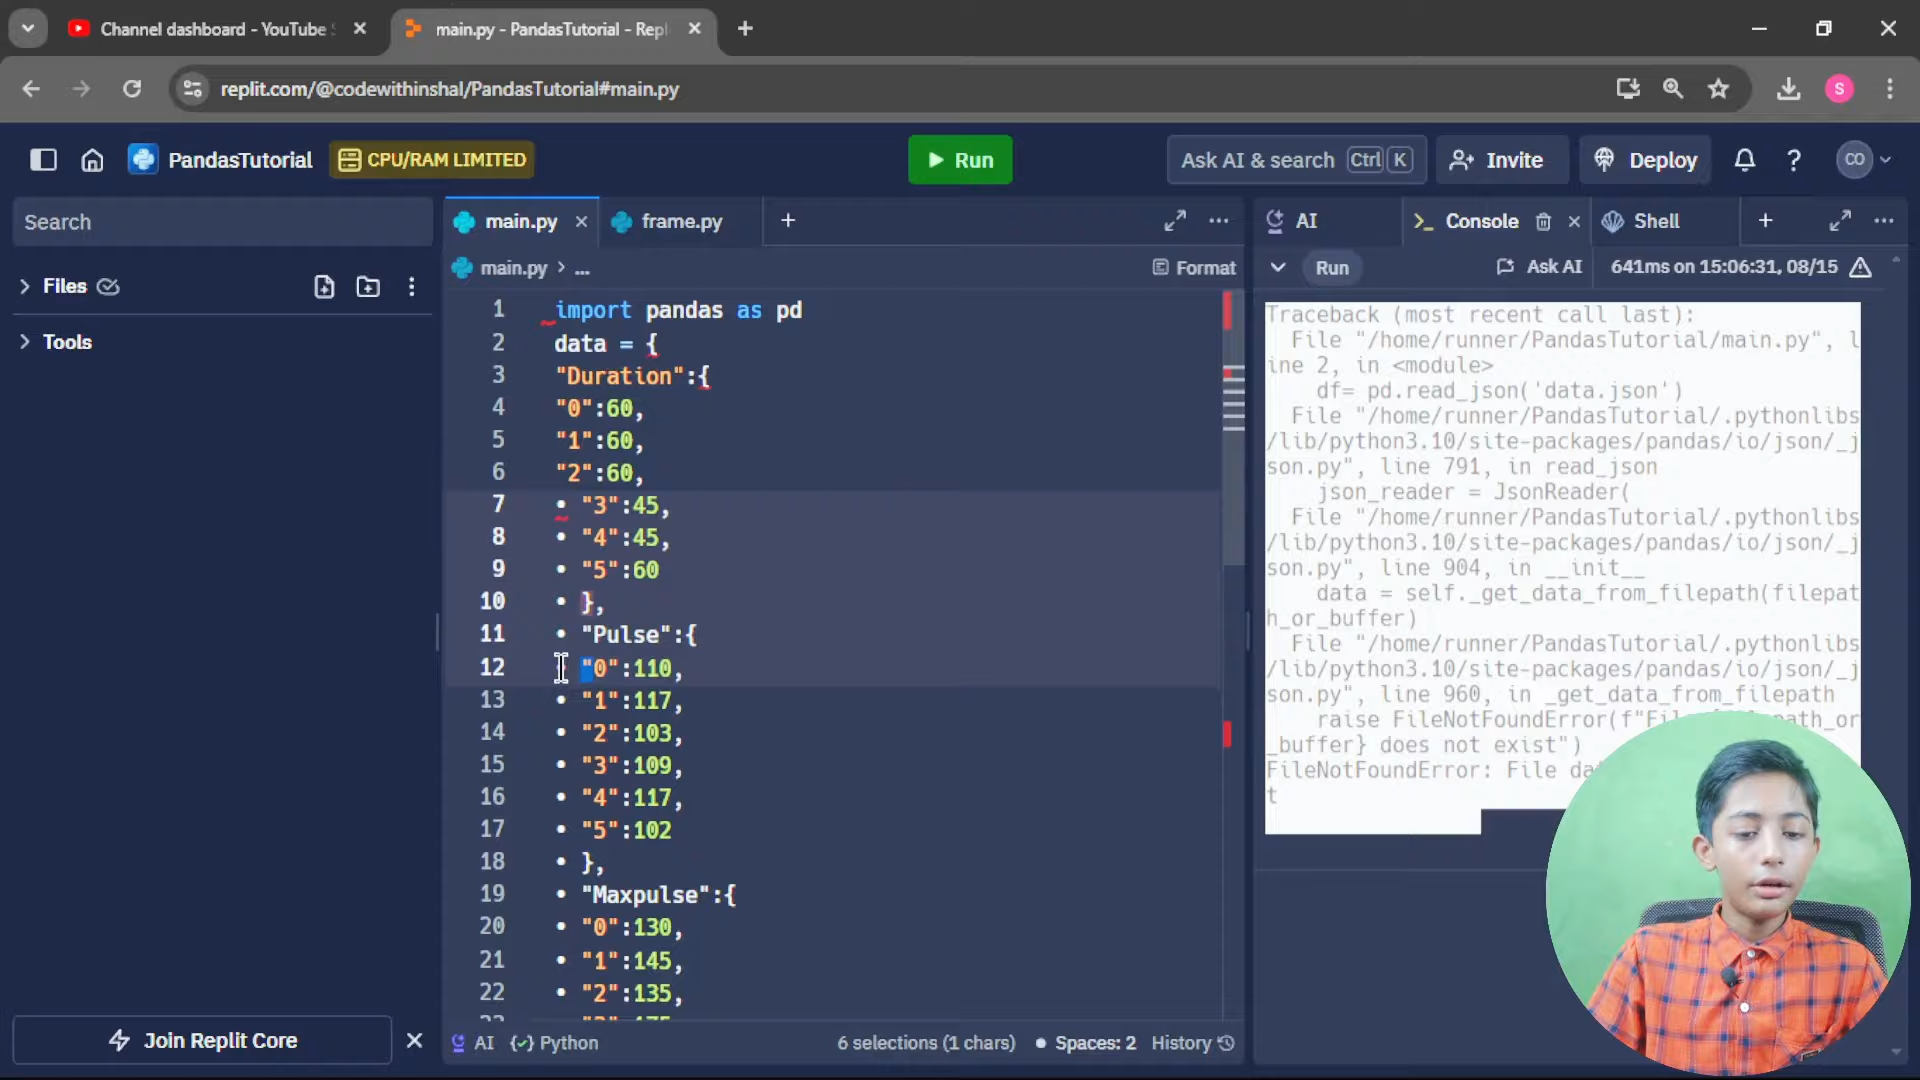 Channel dashboard - YouTube
main.py - PandasTutorial - Repl
replit.com/@codewithinshal/PandasTutorial#main.py
S
PandasTutorial
CPU/RAM LIMITED
Run
Ask AI & search Ctrl K
Invite
Deploy
?
CO
Search
Files
Tools
Join Replit Core
main.py
frame.py
main.py > ...
Format
1 import pandas as pd
2 data = {
3 "Duration":{
4 "0":60,
5 "1":60,
6 "2":60,
7 • "3":45,
8 • "4":45,
9 • "5":60
10 • },
11 • "Pulse":{
12 "0":110,
13 • "1":117,
14 • "2":103,
15 • "3":109,
16 • "4":117,
17 • "5":102
18 • },
19 • "Maxpulse":{
20 • "0":130,
21 • "1":145,
22 • "2":135,
AI {✓} Python 6 selections (1 chars) Spaces: 2 History
AI
>_ Console
Shell
Run
Ask AI
641ms on 15:06:31, 08/15
Traceback (most recent call last):
File "/home/runner/PandasTutorial/main.py", l
ine 2, in <module>
df= pd.read_json('data.json')
File "/home/runner/PandasTutorial/.pythonlibs
/lib/python3.10/site-packages/pandas/io/json/_j
son.py", line 791, in read_json
json_reader = JsonReader(
File "/home/runner/PandasTutorial/.pythonlibs
/lib/python3.10/site-packages/pandas/io/json/_j
son.py", line 904, in __init__
data = self._get_data_from_filepath(filepat
h_or_buffer)
File "/home/runner/PandasTutorial/.pythonlibs
/lib/python3.10/site-packages/pandas/io/json/_j
son.py", line 960, in _get_data_from_filepath
raise FileNotFoundError(f"File path_or
_buffer} does not exist")
FileNotFoundError: File da
t